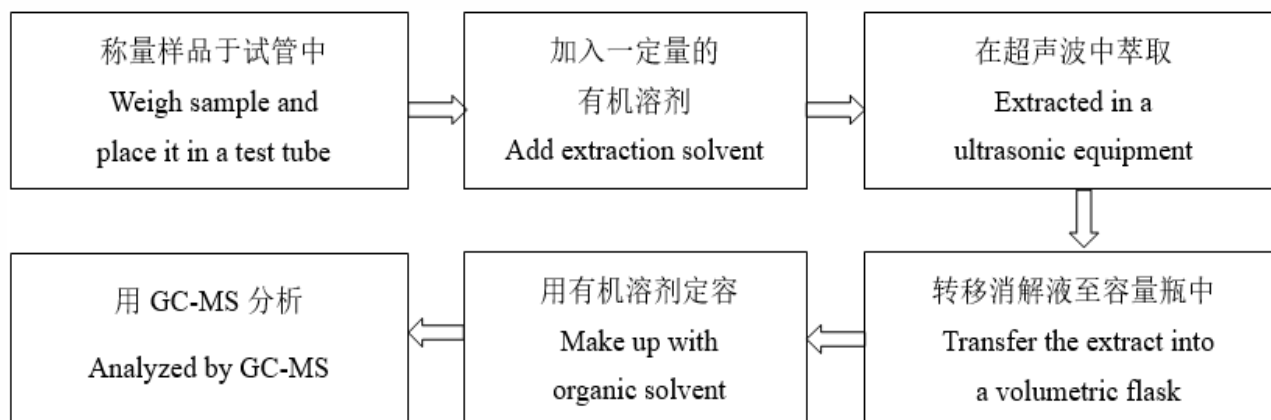 称量样品于试管中
Weigh sample and
place it in a test tube
加入一定量的
有机溶剂
Add extraction solvent
在超声波中萃取
Extracted in a
ultrasonic equipment
转移消解液至容量瓶中
Transfer the extract into
a volumetric flask
用有机溶剂定容
Make up with
organic solvent
用 GC-MS 分析
Analyzed by GC-MS